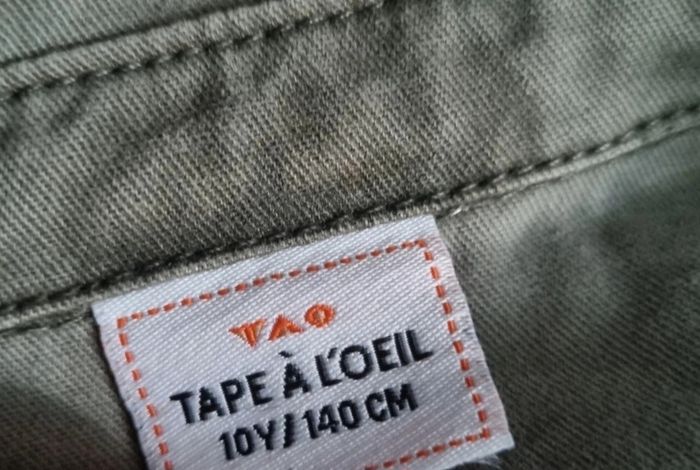 TAO
TAPE À L'OEIL
10Y/140 CM